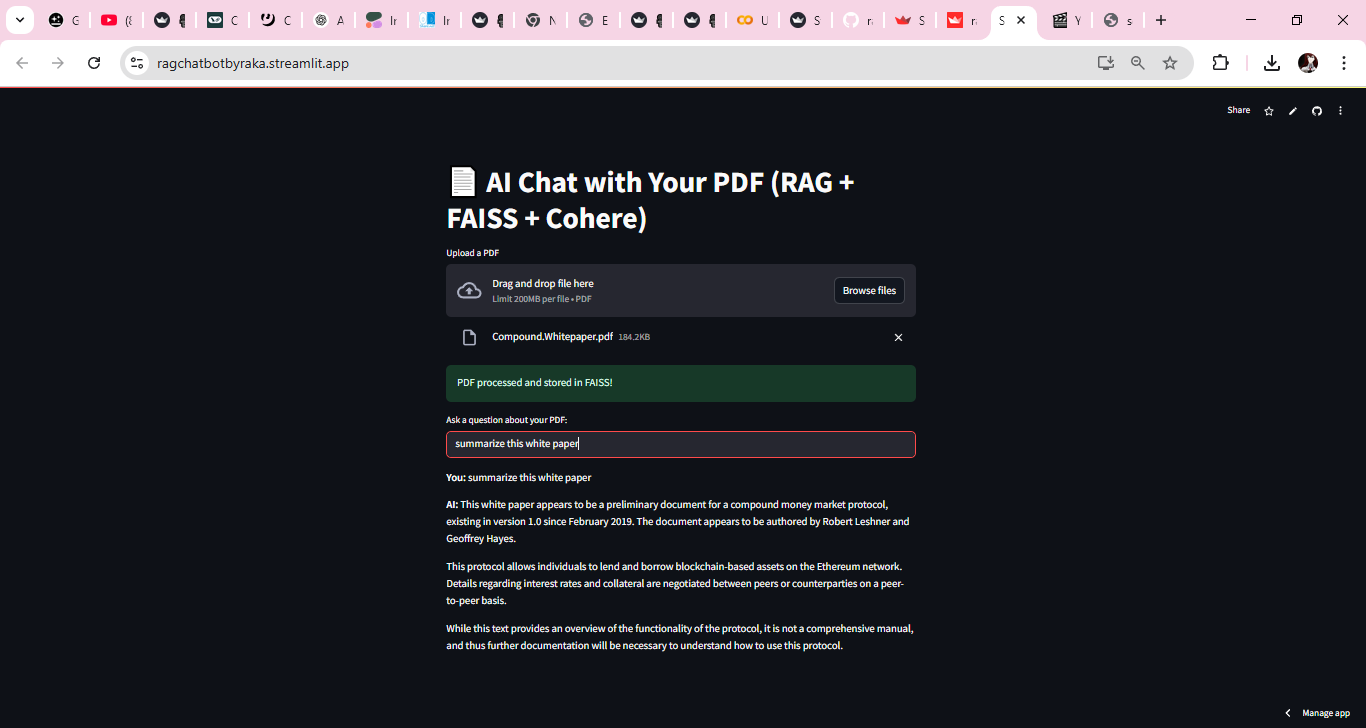 G
(8
C
C
A
Ir
Ir
N
E
U
S
ra
S
ra
S
Y
s
ragchatbotbyraka.streamlit.app
Share
AI Chat with Your PDF (RAG +
FAISS + Cohere)
Upload a PDF
Drag and drop file here
Limit 200MB per file • PDF
Browse files
Compound.Whitepaper.pdf 184.2KB
PDF processed and stored in FAISS!
Ask a question about your PDF:
summarize this white paper
You: summarize this white paper
AI: This white paper appears to be a preliminary document for a compound money market protocol,
existing in version 1.0 since February 2019. The document appears to be authored by Robert Leshner and
Geoffrey Hayes.
This protocol allows individuals to lend and borrow blockchain-based assets on the Ethereum network.
Details regarding interest rates and collateral are negotiated between peers or counterparties on a peer-
to-peer basis.
While this text provides an overview of the functionality of the protocol, it is not a comprehensive manual,
and thus further documentation will be necessary to understand how to use this protocol.
Manage app